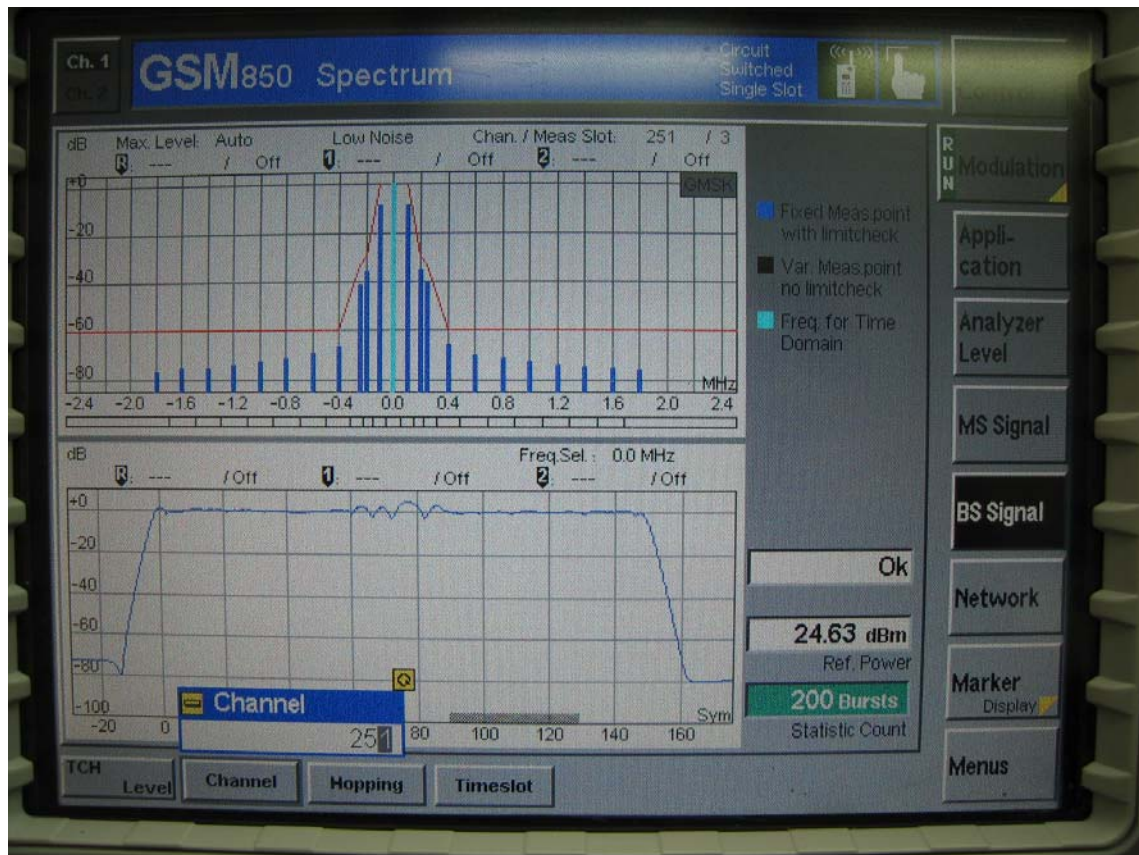 Ch. 1
Ch. 2
GSM850 Spectrum
Circuit
Switched
Single Slot
dB Max. Level: Auto Low Noise Chan. / Meas Slot: 251 / 3
R: --- / Off 1: --- / Off 2: --- / Off
GMSK
+0
-20
-40
-60
-80
MHz
-2.4 -2.0 -1.6 -1.2 -0.8 -0.4 0.0 0.4 0.8 1.2 1.6 2.0 2.4
Fixed Meas.point
with limitcheck
Var. Meas.point
no limitcheck
Freq. for Time
Domain
dB Freq.Sel. : 0.0 MHz
R: --- / Off 1: --- / Off 2: --- / Off
+0
-20
-40
-60
-80
-100
Sym
-20 0 80 100 120 140 160
Channel
251
Ok
24.63 dBm
Ref. Power
200 Bursts
Statistic Count
TCH
Level
Channel
Hopping
Timeslot
RUN
Modulation
Appli-
cation
Analyzer
Level
MS Signal
BS Signal
Network
Marker
Display
Menus